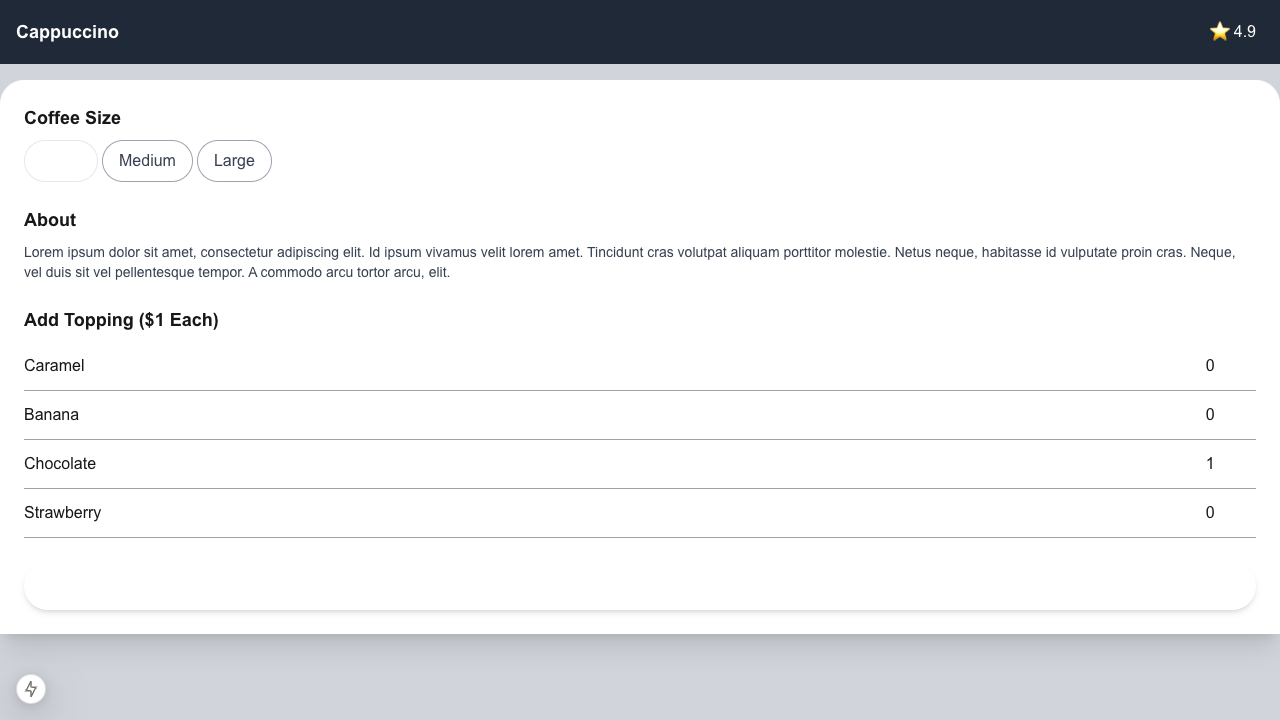 Cappuccino
⭐ 4.9
Coffee Size
Medium Large
About
Lorem ipsum dolor sit amet, consectetur adipiscing elit. Id ipsum vivamus velit lorem amet. Tincidunt cras volutpat aliquam porttitor molestie. Netus neque, habitasse id vulputate proin cras. Neque,
vel duis sit vel pellentesque tempor. A commodo arcu tortor arcu, elit.
Add Topping ($1 Each)
Caramel 0
Banana 0
Chocolate 1
Strawberry 0